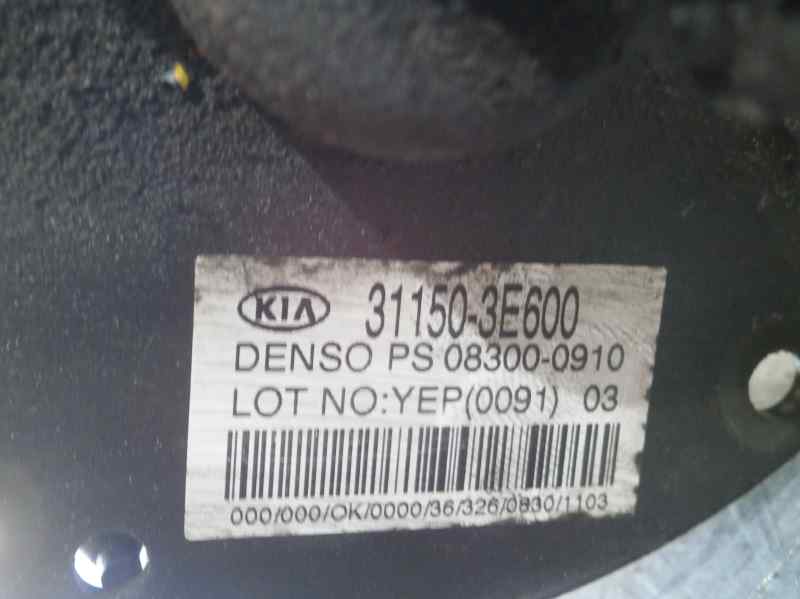 KIA 31150-3E600
DENSO PS 08300-0910
LOT NO:YEP(0091) 03
000/000/OK/0000/36/326/0830/1103